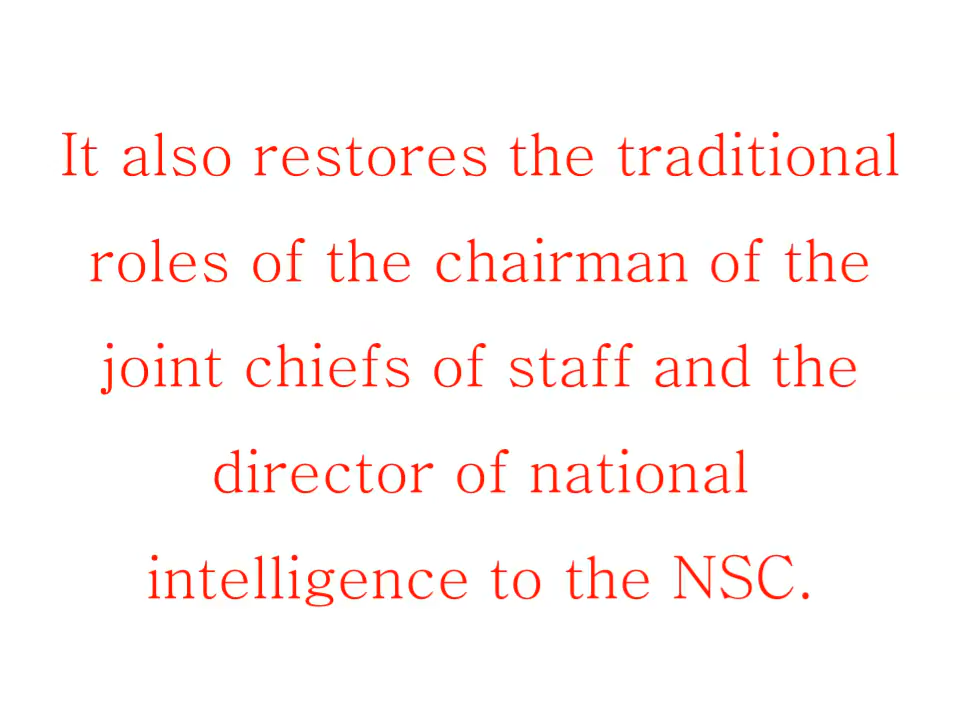 It also restores the traditional
roles of the chairman of the
joint chiefs of staff and the
director of national
intelligence to the NSC.